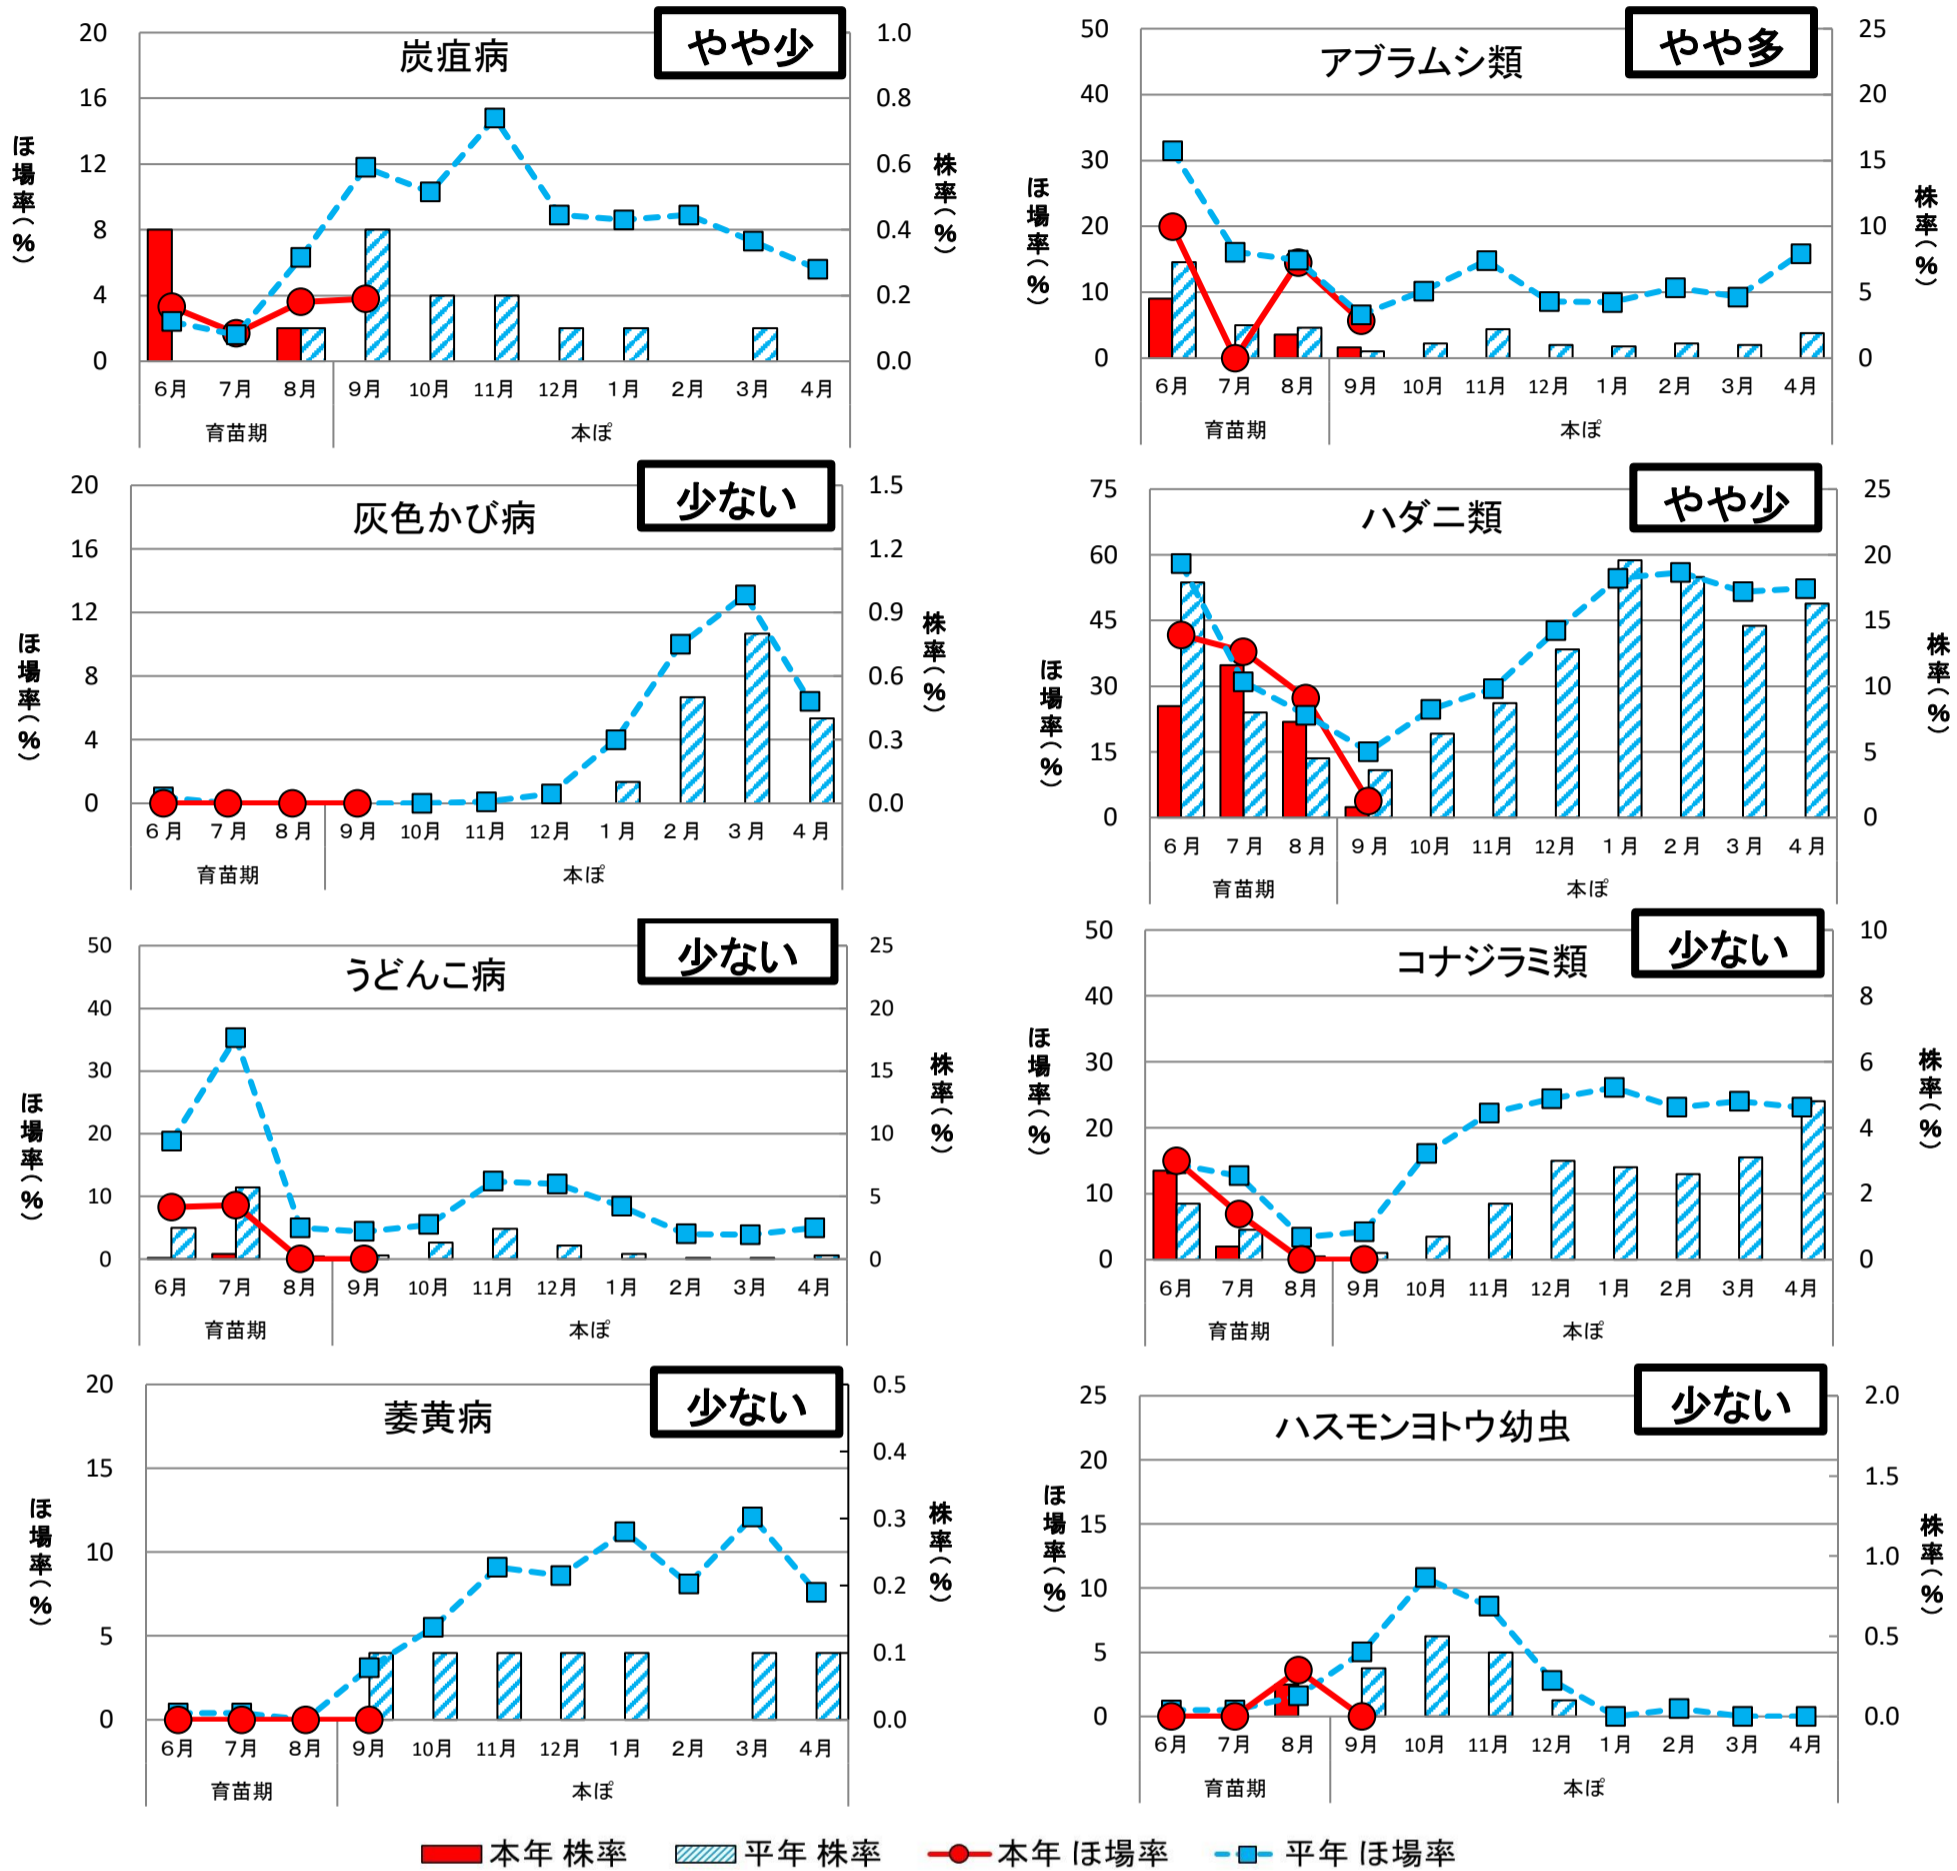 炭疽病
やや少
20
16
12
8
4
0
1.0
0.8
0.6
0.4
0.2
0.0
ほ場率(%)
株率(%)
6月 7月 8月 9月 10月 11月 12月 1月 2月 3月 4月
育苗期 本ぽ
アブラムシ類
やや多
50
40
30
20
10
0
25
20
15
10
5
0
ほ場率(%)
株率(%)
6月 7月 8月 9月 10月 11月 12月 1月 2月 3月 4月
育苗期 本ぽ
灰色かび病
少ない
20
16
12
8
4
0
1.5
1.2
0.9
0.6
0.3
0.0
ほ場率(%)
株率(%)
6月 7月 8月 9月 10月 11月 12月 1月 2月 3月 4月
育苗期 本ぽ
ハダニ類
やや少
75
60
45
30
15
0
25
20
15
10
5
0
ほ場率(%)
株率(%)
6月 7月 8月 9月 10月 11月 12月 1月 2月 3月 4月
育苗期 本ぽ
うどんこ病
少ない
50
40
30
20
10
0
25
20
15
10
5
0
ほ場率(%)
株率(%)
6月 7月 8月 9月 10月 11月 12月 1月 2月 3月 4月
育苗期 本ぽ
コナジラミ類
少ない
50
40
30
20
10
0
10
8
6
4
2
0
ほ場率(%)
株率(%)
6月 7月 8月 9月 10月 11月 12月 1月 2月 3月 4月
育苗期 本ぽ
萎黄病
少ない
20
15
10
5
0
0.5
0.4
0.3
0.2
0.1
0.0
ほ場率(%)
株率(%)
6月 7月 8月 9月 10月 11月 12月 1月 2月 3月 4月
育苗期 本ぽ
ハスモンヨトウ幼虫
少ない
25
20
15
10
5
0
2.0
1.5
1.0
0.5
0.0
ほ場率(%)
株率(%)
6月 7月 8月 9月 10月 11月 12月 1月 2月 3月 4月
育苗期 本ぽ
本年 株率 平年 株率 本年 ほ場率 平年 ほ場率